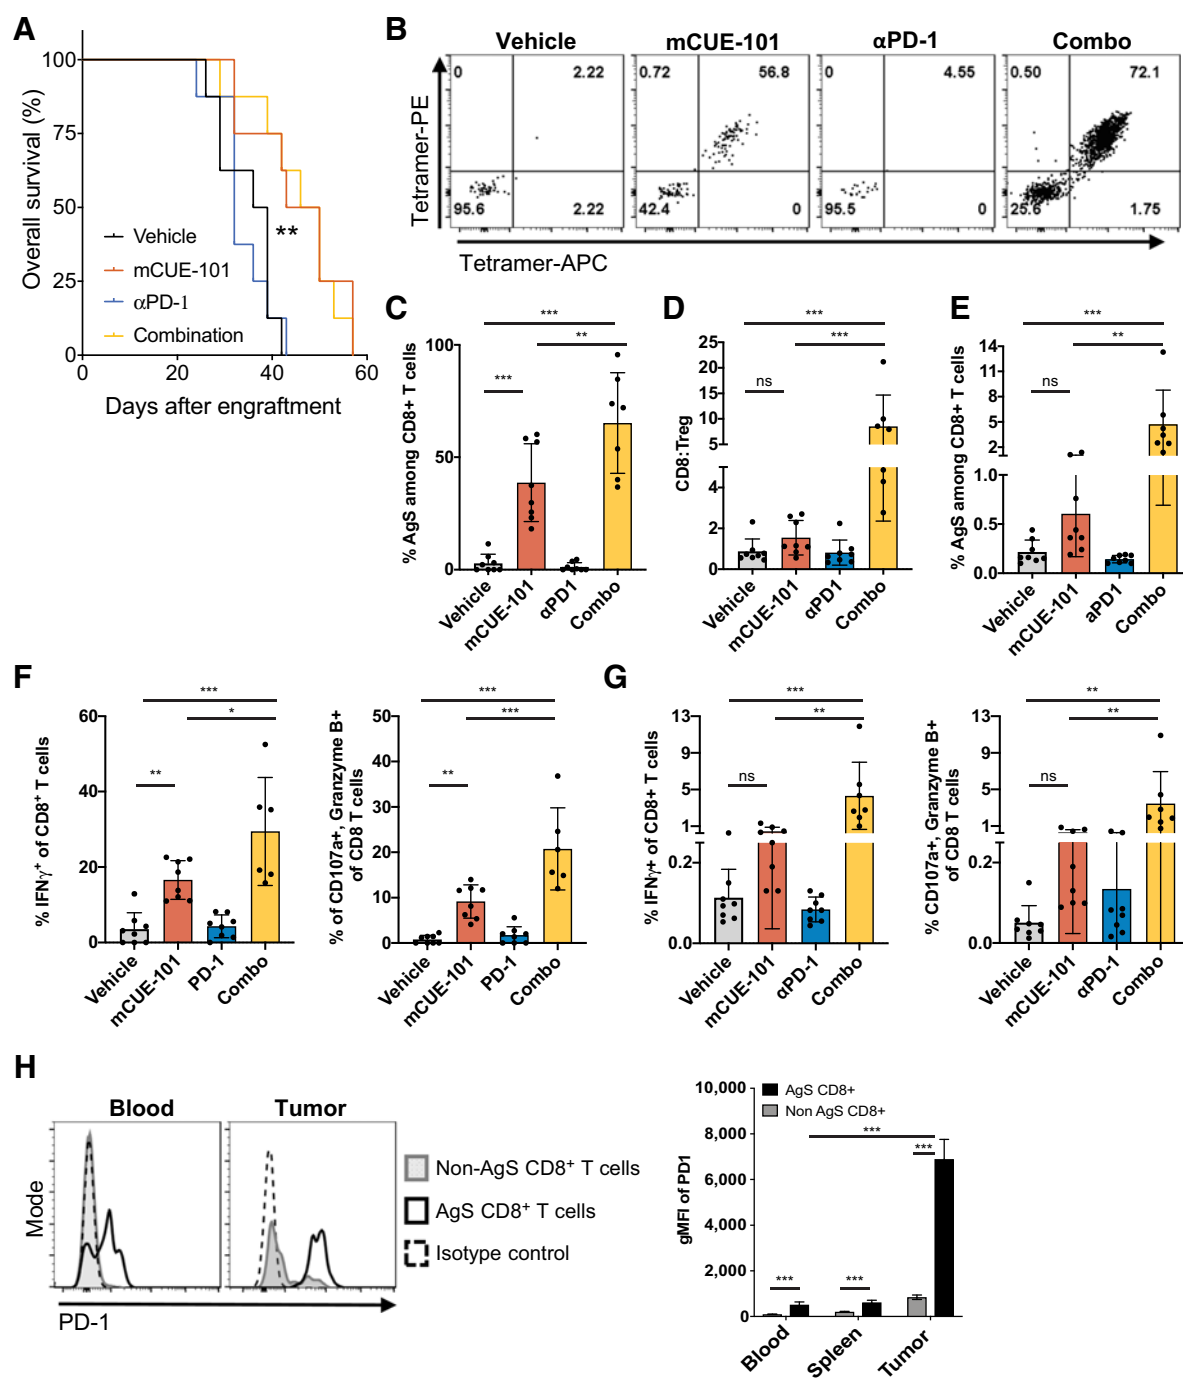 A
Overall survival (%)
100
75
50
25
0
0 20 40 60
Days after engraftment
**
Vehicle
mCUE-101
αPD-1
Combination
B
Vehicle mCUE-101 αPD-1 Combo
Tetramer-PE
0 2.22 0.72 56.8 0 4.55 0.50 72.1
95.6 2.22 42.4 0 95.5 0 25.6 1.75
Tetramer-APC
C
% AgS among CD8+ T cells
100
50
0
***
**
***
Vehicle mCUE-101 αPD1 Combo
D
CD8:Treg
25
20
15
10
5
4
2
0
***
***
ns
Vehicle mCUE-101 αPD1 Combo
E
% AgS among CD8+ T cells
14
11
8
5
2
1.0
0.5
0.0
***
**
ns
Vehicle mCUE-101 aPD1 Combo
F
% IFNγ+ of CD8+ T cells
60
40
20
0
***
*
**
Vehicle mCUE-101 PD-1 Combo
% of CD107a+, Granzyme B+
of CD8 T cells
50
40
30
20
10
0
***
***
**
Vehicle mCUE-101 PD-1 Combo
G
% IFNγ+ of CD8+ T cells
13
9
5
1
0.2
0.0
***
**
ns
Vehicle mCUE-101 αPD-1 Combo
% CD107a+, Granzyme B+
of CD8 T cells
13
9
5
1
0.2
0.0
**
**
ns
Vehicle mCUE-101 αPD-1 Combo
H
Blood Tumor
Mode
PD-1
Non-AgS CD8+ T cells
AgS CD8+ T cells
Isotype control
gMFI of PD1
10,000
8,000
6,000
4,000
2,000
0
AgS CD8+
Non AgS CD8+
***
***
*** ***
Blood Spleen Tumor